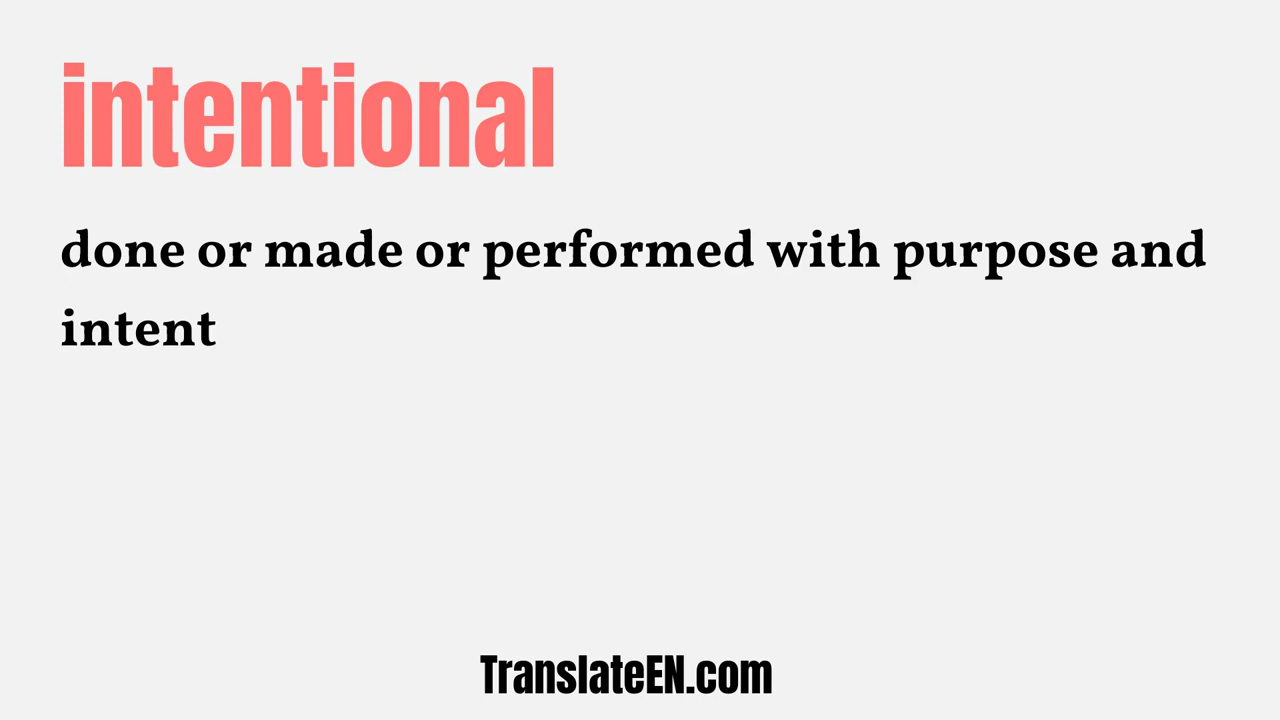 intentional
done or made or performed with purpose and
intent
TranslateEN.com